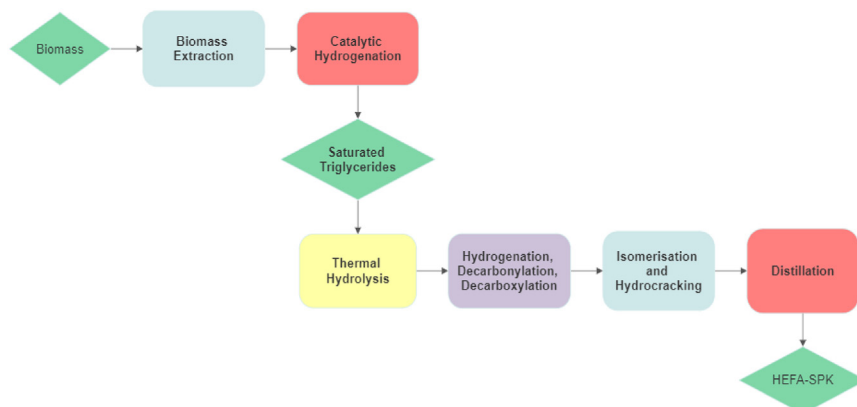 Biomass
Biomass
Extraction
Catalytic
Hydrogenation
Saturated
Triglycerides
Thermal
Hydrolysis
Hydrogenation,
Decarbonylation,
Decarboxylation
Isomerisation
and
Hydrocracking
Distillation
HEFA-SPK